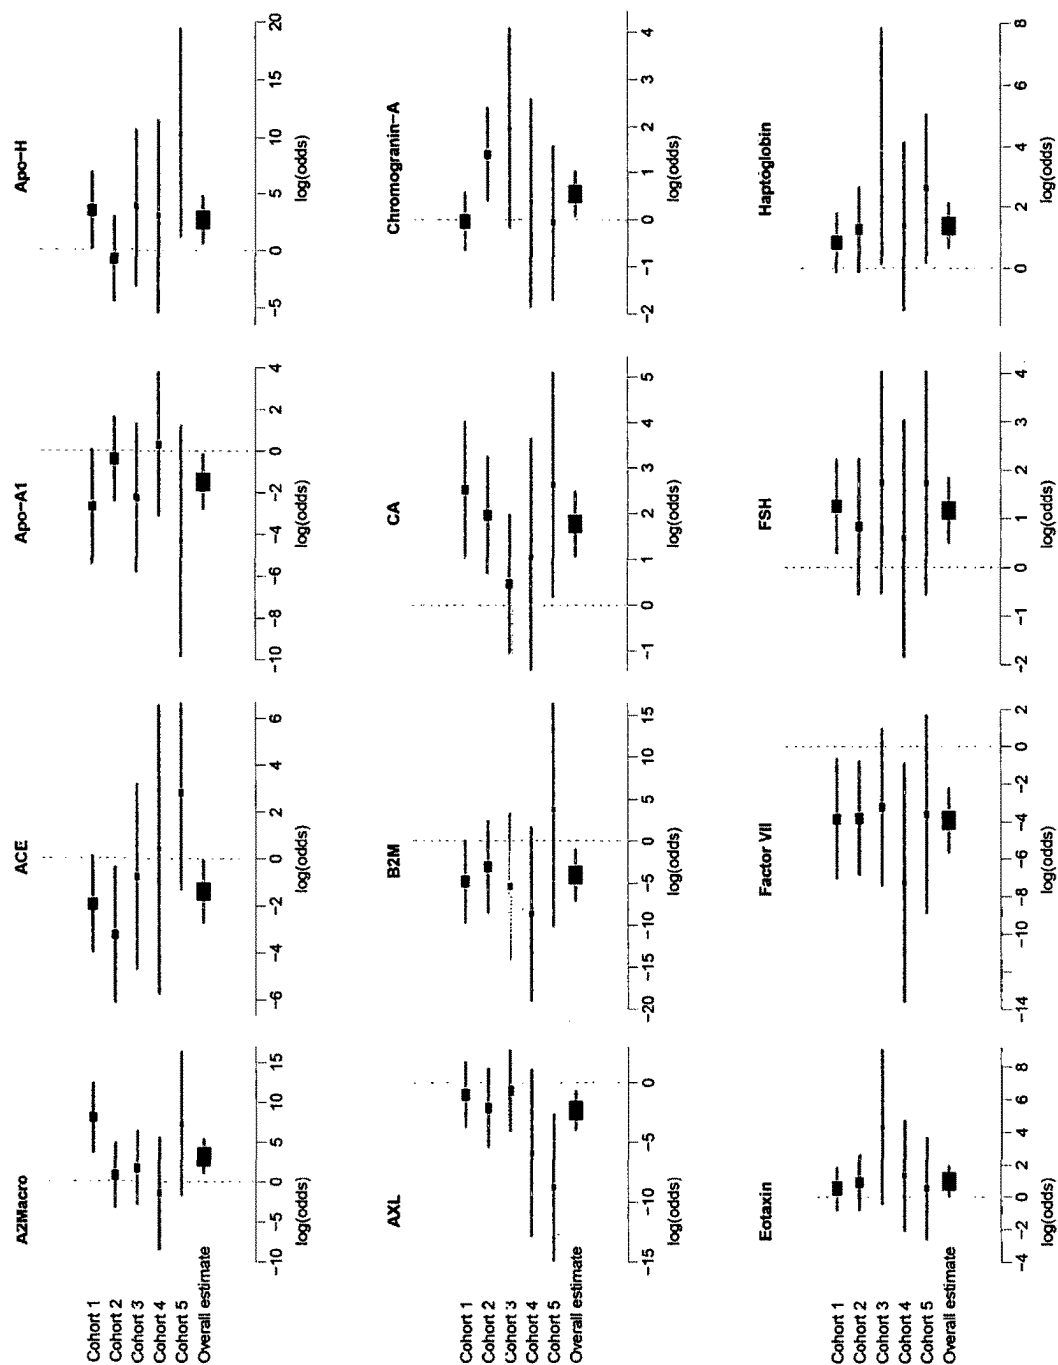 A2Macro
ACE
Apo-A1
Apo-H
Cohort 1
Cohort 2
Cohort 3
Cohort 4
Cohort 5
Overall estimate
-10 -5 0 5 10 15
-6 -4 -2 0 2 4 6
-10 -8 -6 -4 -2 0 2 4
-5 0 5 10 15 20
log(odds)
log(odds)
log(odds)
log(odds)
AXL
B2M
CA
Chromogranin-A
Cohort 1
Cohort 2
Cohort 3
Cohort 4
Cohort 5
Overall estimate
-15 -10 -5 0
-20 -15 -10 -5 0 5 10 15
-1 0 1 2 3 4 5
-2 -1 0 1 2 3 4
log(odds)
log(odds)
log(odds)
log(odds)
Eotaxin
Factor VII
FSH
Haptoglobin
Cohort 1
Cohort 2
Cohort 3
Cohort 4
Cohort 5
Overall estimate
-4 -2 0 2 4 6 8
-14 -10 -8 -6 -4 -2 0 2
-2 -1 0 1 2 3 4
0 2 4 6 8
log(odds)
log(odds)
log(odds)
log(odds)